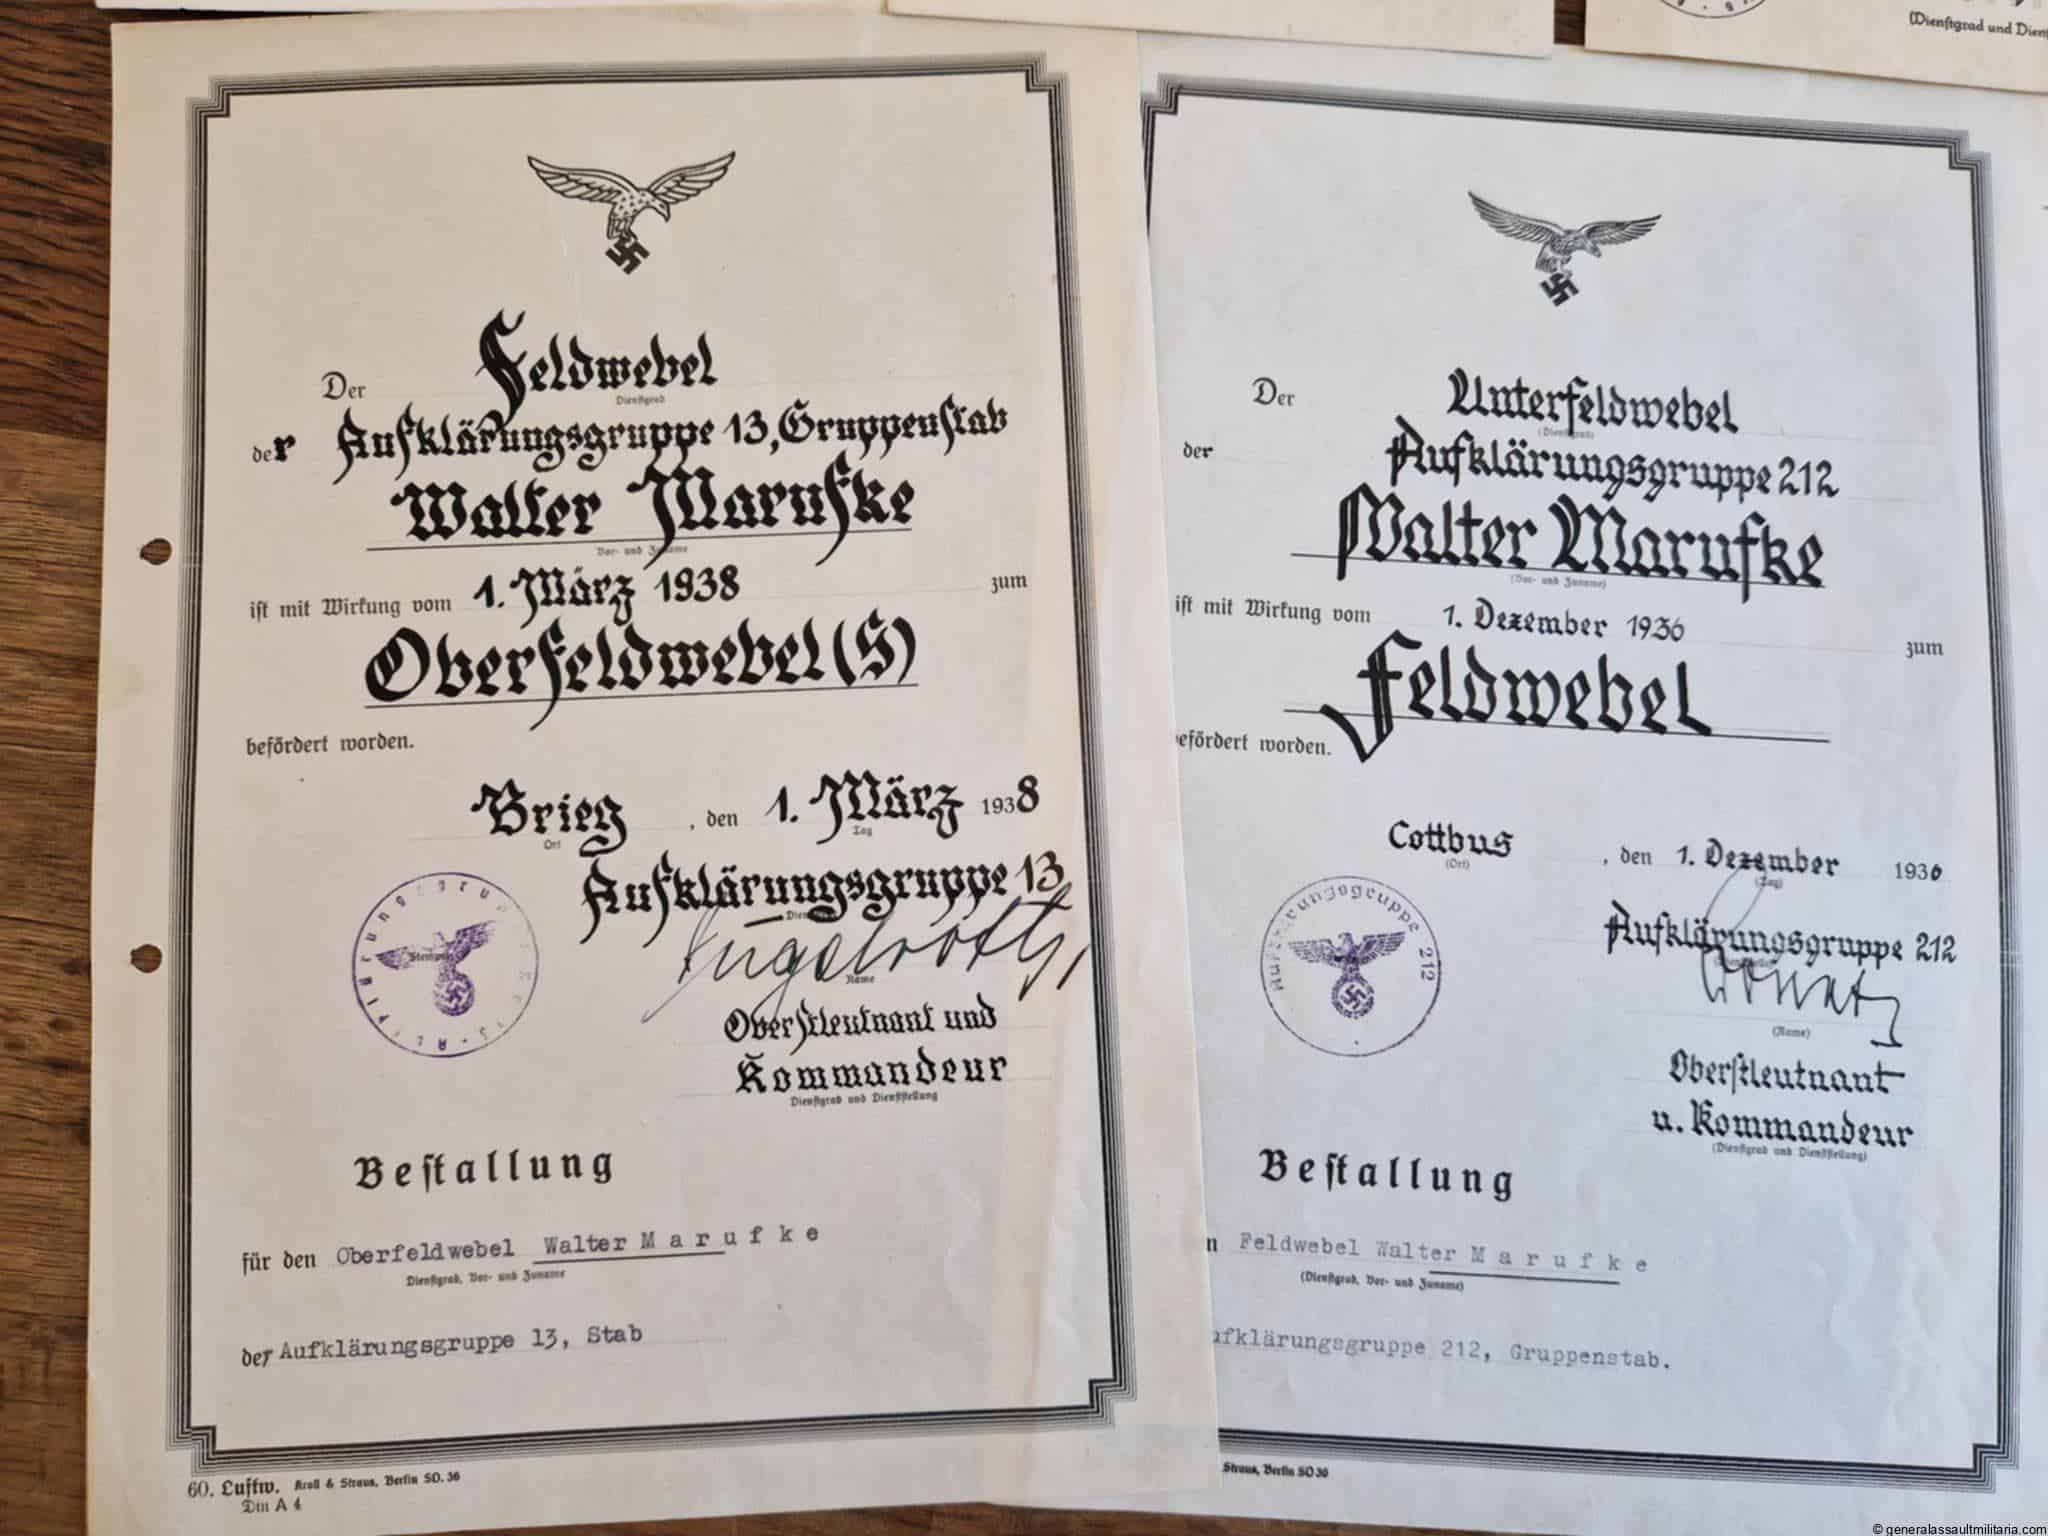 Der Feldwebel
Dienstgrad
der Aufklärungsgruppe 13, Gruppenstab
Walter Marufke
Vor- und Zuname
ist mit Wirkung vom 1. März 1938 zum
Oberfeldwebel (S)
befördert worden.
Brieg, den 1. März 1938
Ort Tag
Aufklärungsgruppe 13
Stempel
Name
Oberstleutnant und
Kommandeur
Dienstgrad und Dienststellung
Bestallung
für den Oberfeldwebel Walter Marufke
Dienstgrad, Vor- und Zuname
der Aufklärungsgruppe 13, Stab
60. Luftw. Kroll & Straus, Berlin SO. 36
Din A 4
(Dienstgrad und
Der Unterfeldwebel
(Dienstgrad)
der Aufklärungsgruppe 212
Walter Marufke
(Vor- und Zuname)
ist mit Wirkung vom 1. Dezember 1936 zum
Feldwebel
befördert worden.
Cottbus, den 1. Dezember 1936
(Ort) (Tag)
Aufklärungsgruppe 212
Aufklärungsgruppe 212
(Name)
Oberstleutnant
u. Kommandeur
(Dienstgrad und Dienststellung)
Bestallung
n Feldwebel Walter Marufke
(Dienstgrad, Vor- und Zuname)
ufklärungsgruppe 212, Gruppenstab.
Straus, Berlin SO 36
© generalassaultmilitaria.com